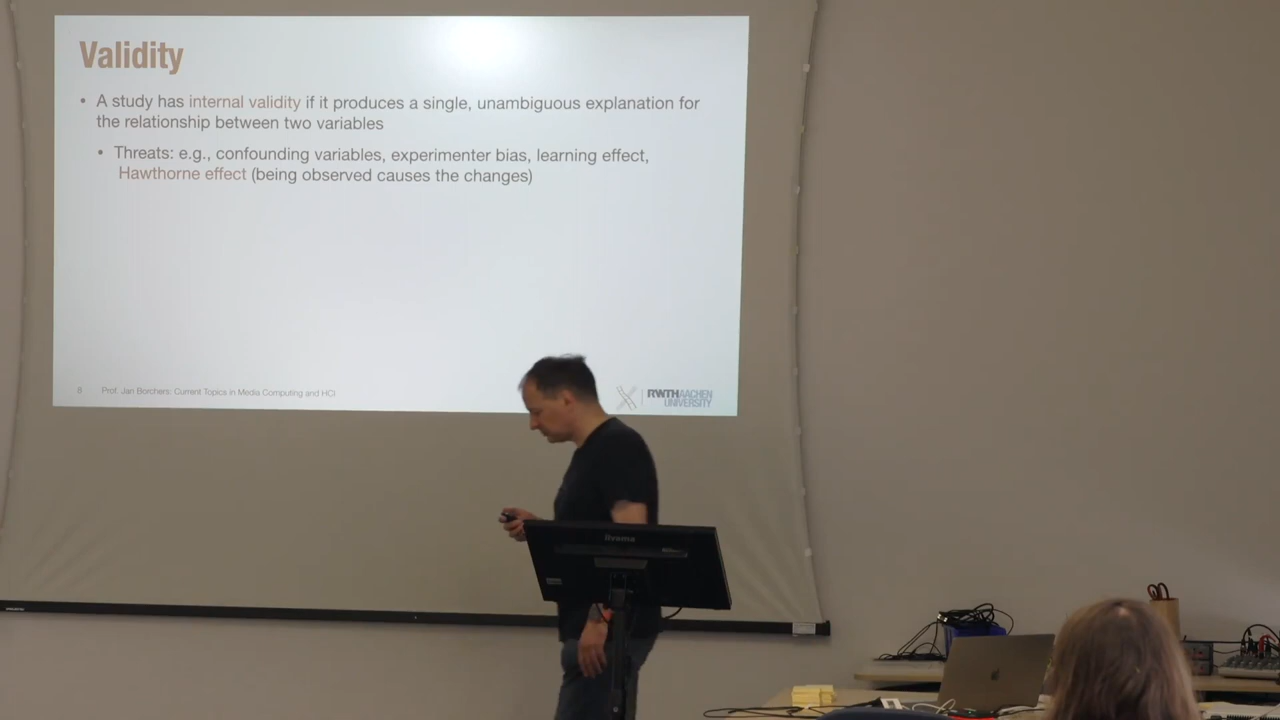 Validity
• A study has internal validity if it produces a single, unambiguous explanation for
the relationship between two variables
• Threats: e.g., confounding variables, experimenter bias, learning effect,
Hawthorne effect (being observed causes the changes)
6 Prof. Jan Borchers: Current Topics in Media Computing and HCI
RWTH AACHEN
UNIVERSITY
iiyama